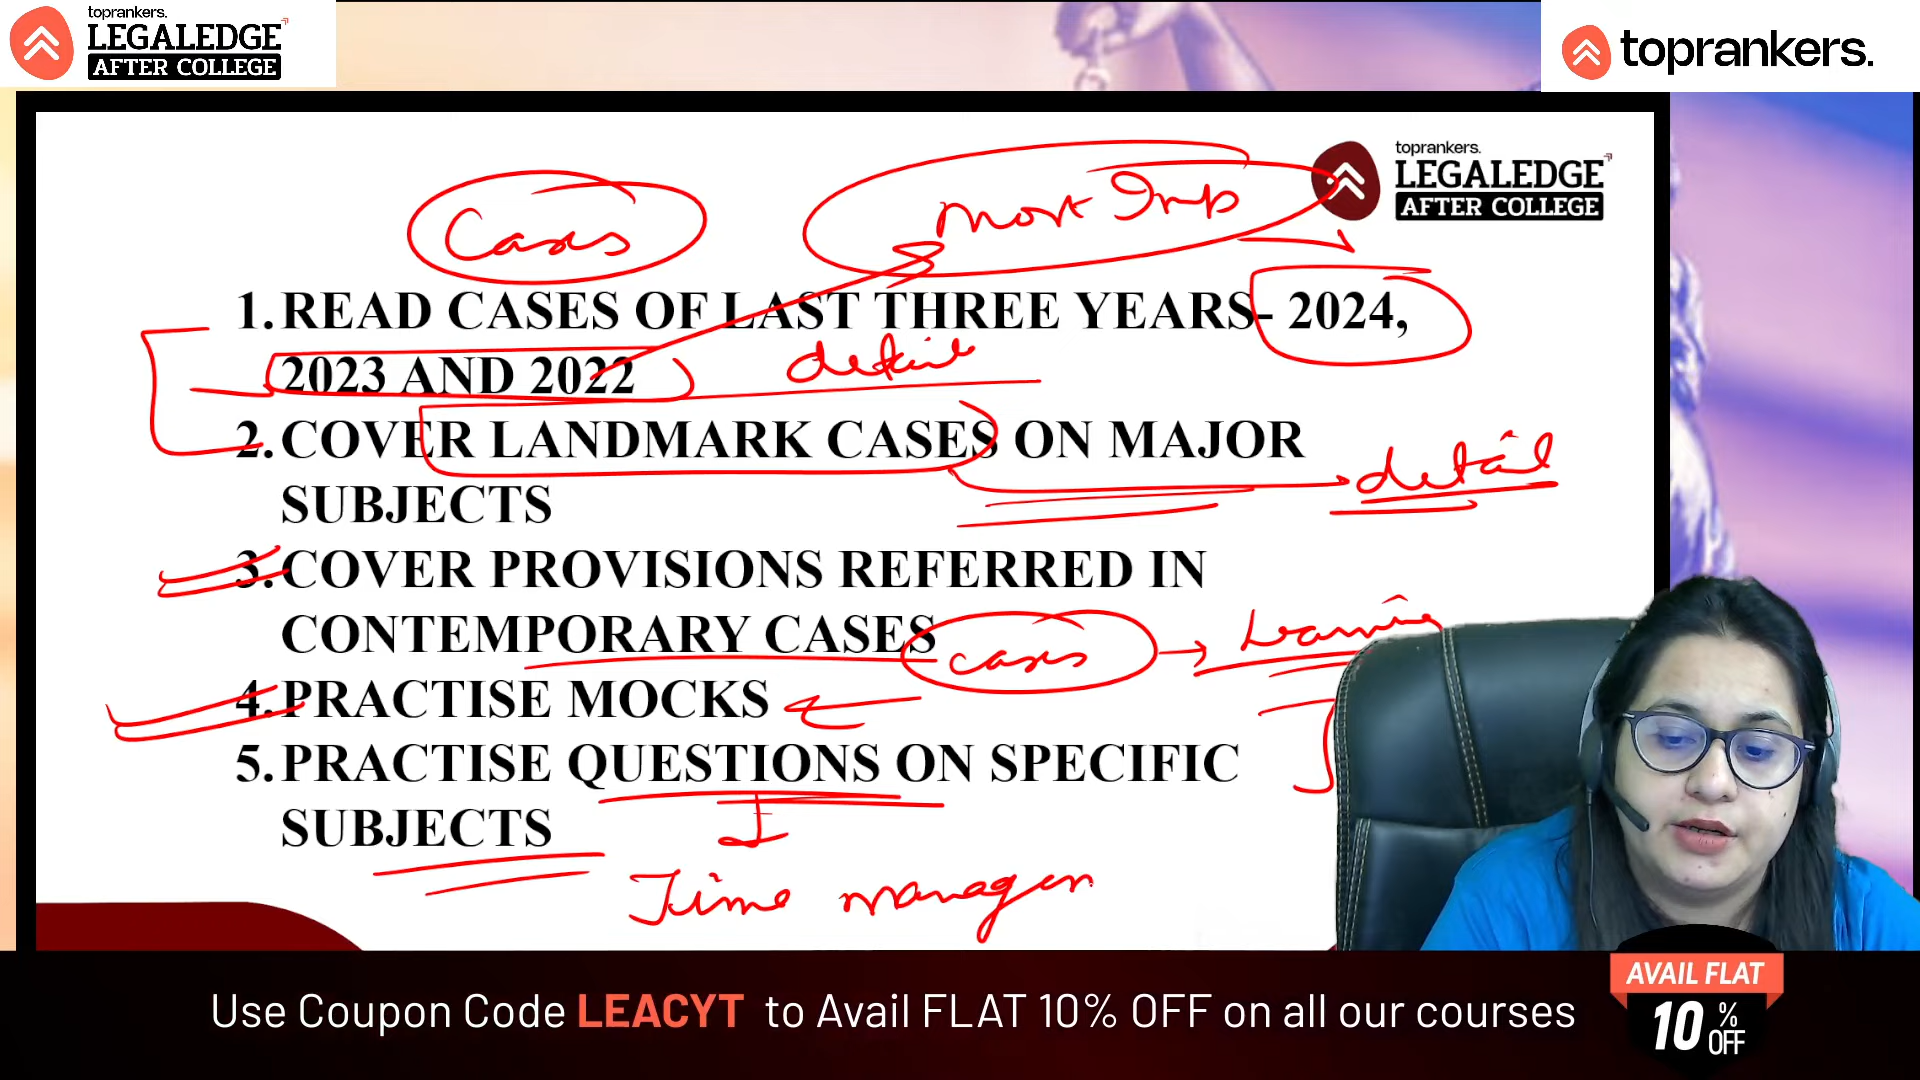 toprankers.
LEGALEDGE
AFTER COLLEGE
toprankers.
toprankers.
LEGALEDGE
AFTER COLLEGE
Cases
Most Imp
1. READ CASES OF LAST THREE YEARS- 2024,
2023 AND 2022
detail
2. COVER LANDMARK CASES ON MAJOR
SUBJECTS
detail
3. COVER PROVISIONS REFERRED IN
CONTEMPORARY CASES
cases
Learning
4. PRACTISE MOCKS
5. PRACTISE QUESTIONS ON SPECIFIC
SUBJECTS
Time managem
Use Coupon Code LEACYT to Avail FLAT 10% OFF on all our courses
AVAIL FLAT
10 % OFF